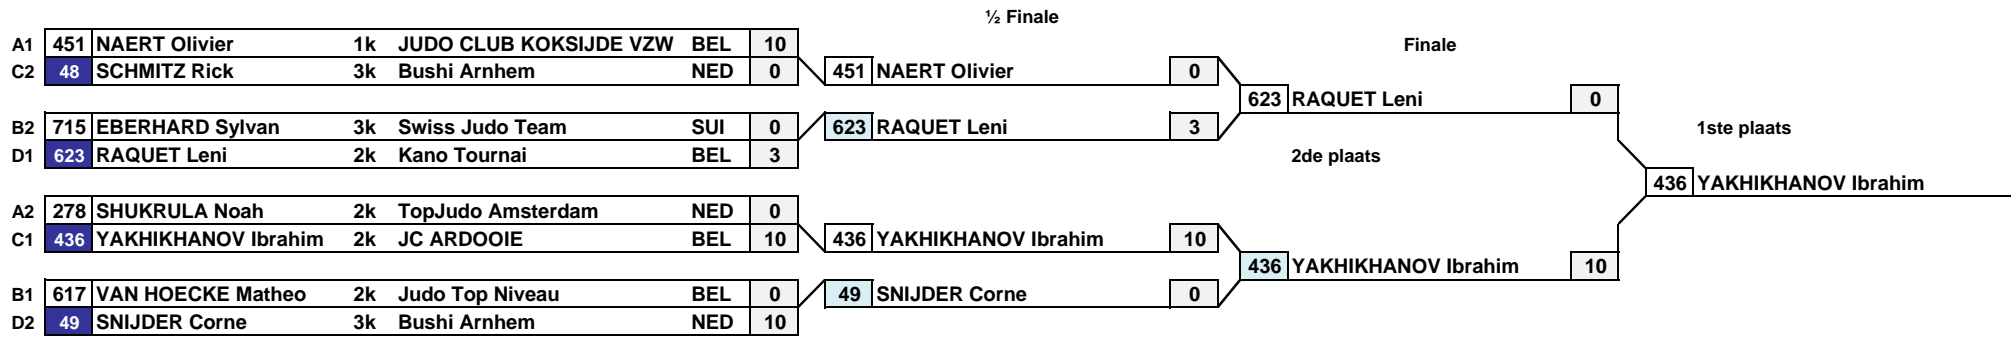 ½ Finale
A1 451 NAERT Olivier 1k JUDO CLUB KOKSIJDE VZW BEL 10
Finale
C2 48 SCHMITZ Rick 3k Bushi Arnhem NED 0
451 NAERT Olivier 0
623 RAQUET Leni 0
B2 715 EBERHARD Sylvan 3k Swiss Judo Team SUI 0
623 RAQUET Leni 3
1ste plaats
D1 623 RAQUET Leni 2k Kano Tournai BEL 3
2de plaats
436 YAKHIKHANOV Ibrahim
A2 278 SHUKRULA Noah 2k TopJudo Amsterdam NED 0
C1 436 YAKHIKHANOV Ibrahim 2k JC ARDOOIE BEL 10
436 YAKHIKHANOV Ibrahim 10
436 YAKHIKHANOV Ibrahim 10
B1 617 VAN HOECKE Matheo 2k Judo Top Niveau BEL 0
49 SNIJDER Corne 0
D2 49 SNIJDER Corne 3k Bushi Arnhem NED 10